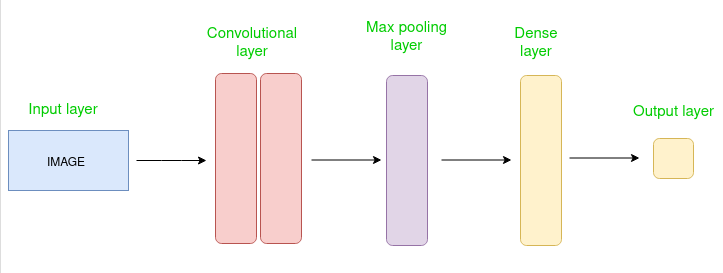 Input layer
IMAGE
Convolutional
layer
Max pooling
layer
Dense
layer
Output layer